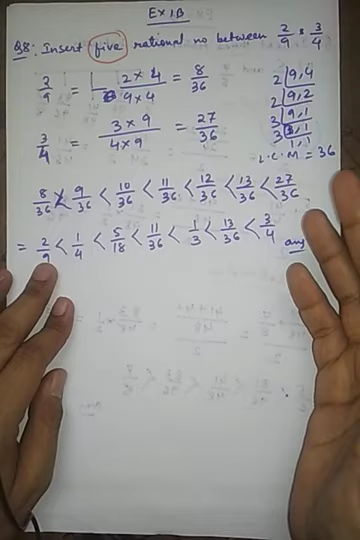 EX 1B
Q8: Insert five rational no between 2/9 & 3/4
2/9 = 2 × 4 / 9 × 4 = 8/36
3/4 = 3 × 9 / 4 × 9 = 27/36
2 | 9, 4
2 | 9, 2
3 | 9, 1
3 | 3, 1
1, 1
L.C.M = 36
8/36 < 9/36 < 10/36 < 11/36 < 12/36 < 13/36 < 27/36
= 2/9 < 1/4 < 5/18 < 11/36 < 1/3 < 13/36 < 3/4 ans